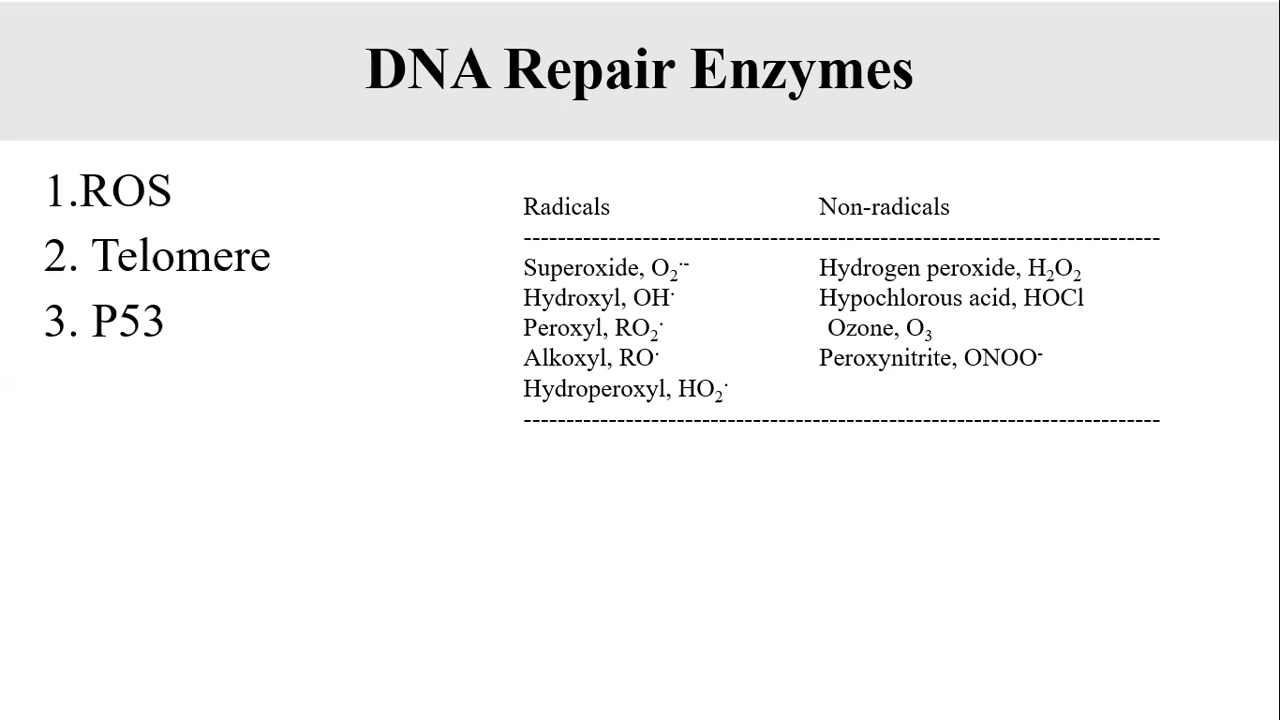 DNA Repair Enzymes
1.ROS
2. Telomere
3. P53
Radicals Non-radicals
---------------------------------------------------------------------------
Superoxide, O₂·- Hydrogen peroxide, H₂O₂
Hydroxyl, OH· Hypochlorous acid, HOCl
Peroxyl, RO₂· Ozone, O₃
Alkoxyl, RO· Peroxynitrite, ONOO-
Hydroperoxyl, HO₂·
---------------------------------------------------------------------------